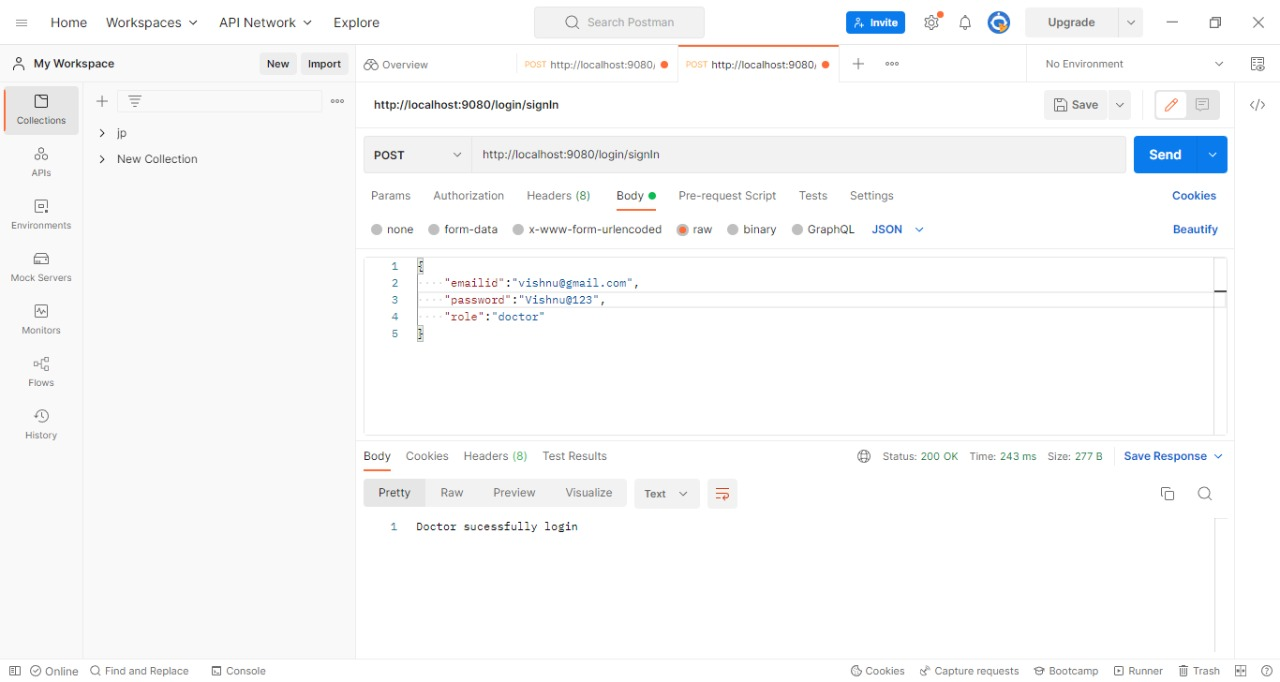 Home Workspaces API Network Explore Search Postman Invite Upgrade
My Workspace New Import Overview POST http://localhost:9080/ POST http://localhost:9080/ No Environment
http://localhost:9080/login/signIn Save
Collections
jp
New Collection
APIs
Environments
Mock Servers
Monitors
Flows
History
POST http://localhost:9080/login/signIn Send
Params Authorization Headers (8) Body Pre-request Script Tests Settings Cookies
none form-data x-www-form-urlencoded raw binary GraphQL JSON Beautify
1 {
2 "emailid":"vishnu@gmail.com",
3 "password":"Vishnu@123",
4 "role":"doctor"
5 }
Body Cookies Headers (8) Test Results Status: 200 OK Time: 243 ms Size: 277 B Save Response
Pretty Raw Preview Visualize Text
1 Doctor sucessfully login
Online Find and Replace Console Cookies Capture requests Bootcamp Runner Trash